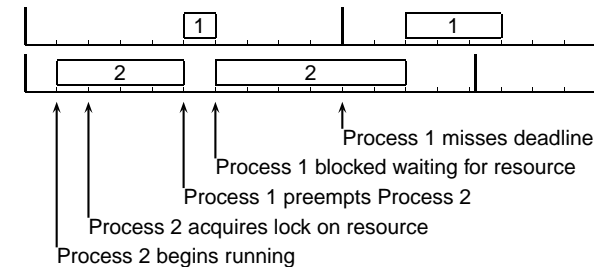 1 1
2 2
Process 1 misses deadline
Process 1 blocked waiting for resource
Process 1 preempts Process 2
Process 2 acquires lock on resource
Process 2 begins running